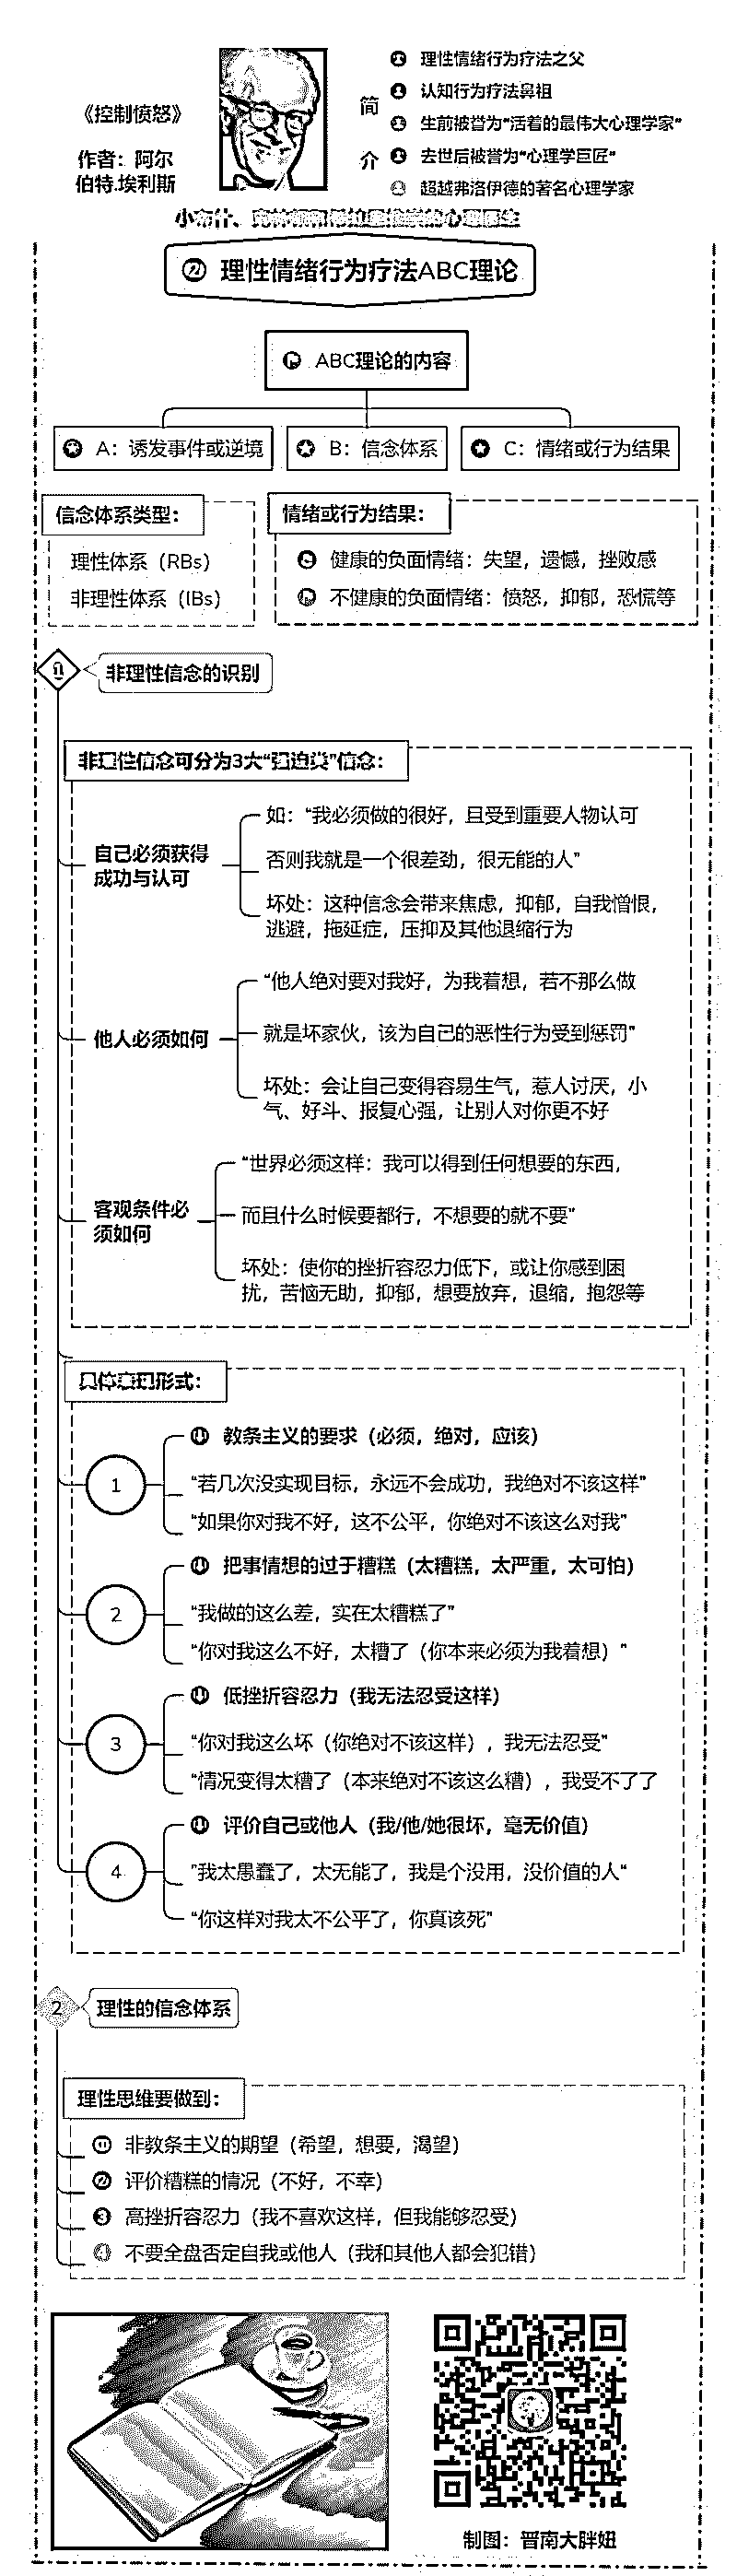 《控制愤怒》
作者：阿尔
伯特.埃利斯
简
介
理性情绪行为疗法之父
认知行为疗法鼻祖
生前被誉为“活着的最伟大心理学家”
去世后被誉为“心理学巨匠”
超越弗洛伊德的著名心理学家
小布什、
理性情绪行为疗法ABC理论
ABC理论的内容
A：诱发事件或逆境
B：信念体系
C：情绪或行为结果
信念体系类型：
理性体系（RBs）
非理性体系（IBs）
情绪或行为结果：
健康的负面情绪：失望，遗憾，挫败感
不健康的负面情绪：愤怒，抑郁，恐慌等
非理性信念的识别
非理性信念可分为3大“强迫类”信念：
自己必须获得
成功与认可
如：“我必须做的很好，且受到重要人物认可
否则我就是一个很差劲，很无能的人”
坏处：这种信念会带来焦虑，抑郁，自我憎恨，
逃避，拖延症，压抑及其他退缩行为
他人必须如何
“他人绝对要对我好，为我着想，若不那么做
就是坏家伙，该为自己的恶性行为受到惩罚”
坏处：会让自己变得容易生气，惹人讨厌，小
气、好斗、报复心强，让别人对你更不好
客观条件必
须如何
“世界必须这样：我可以得到任何想要的东西，
而且什么时候要都行，不想要的就不要”
坏处：使你的挫折容忍力低下，或让你感到困
扰，苦恼无助，抑郁，想要放弃，退缩，抱怨等
具体表现形式：
1
教条主义的要求（必须，绝对，应该）
“若几次没实现目标，永远不会成功，我绝对不该这样”
“如果你对我不好，这不公平，你绝对不该这么对我”
2
把事情想的过于糟糕（太糟糕，太严重，太可怕）
“我做的这么差，实在太糟糕了”
“你对我这么不好，太糟了（你本来必须为我着想）”
3
低挫折容忍力（我无法忍受这样）
“你对我这么坏（你绝对不该这样），我无法忍受”
“情况变得太糟了（本来绝对不该这么糟），我受不了了
4
评价自己或他人（我/他/她很坏，毫无价值）
”我太愚蠢了，太无能了，我是个没用，没价值的人“
“你这样对我太不公平了，你真该死”
2
理性的信念体系
理性思维要做到：
非教条主义的期望（希望，想要，渴望）
评价糟糕的情况（不好，不幸）
3 高挫折容忍力（我不喜欢这样，但我能够忍受）
4 不要全盘否定自我或他人（我和其他人都会犯错）
制图：晋南大胖妞